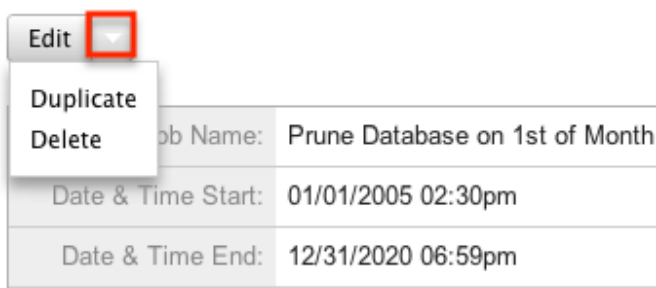 Edit
Duplicate
Delete
ob Name: Prune Database on 1st of Month
Date & Time Start: 01/01/2005 02:30pm
Date & Time End: 12/31/2020 06:59pm